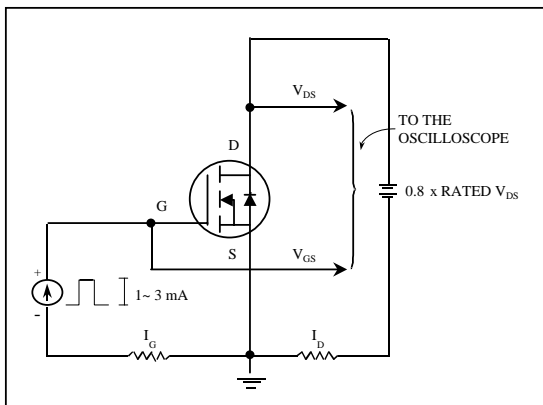 V_DS
TO THE
OSCILLOSCOPE
D
0.8 x RATED V_DS
G
S
V_GS
+
1~ 3 mA
-
I_G
I_D